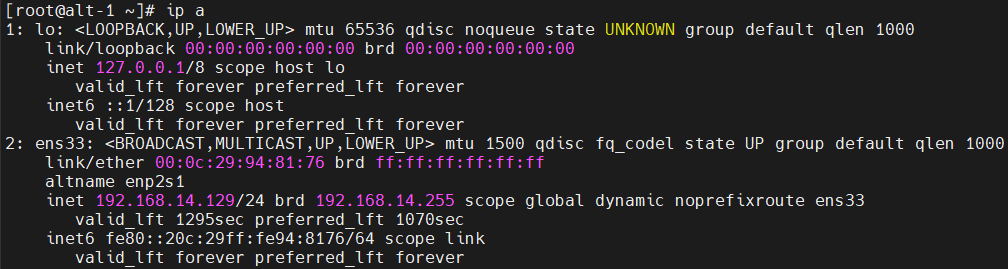 [root@alt-1 ~]# ip a
1: lo: <LOOPBACK,UP,LOWER_UP> mtu 65536 qdisc noqueue state UNKNOWN group default qlen 1000
    link/loopback 00:00:00:00:00:00 brd 00:00:00:00:00:00
    inet 127.0.0.1/8 scope host lo
       valid_lft forever preferred_lft forever
    inet6 ::1/128 scope host
       valid_lft forever preferred_lft forever
2: ens33: <BROADCAST,MULTICAST,UP,LOWER_UP> mtu 1500 qdisc fq_codel state UP group default qlen 1000
    link/ether 00:0c:29:94:81:76 brd ff:ff:ff:ff:ff:ff
    altname enp2s1
    inet 192.168.14.129/24 brd 192.168.14.255 scope global dynamic noprefixroute ens33
       valid_lft 1295sec preferred_lft 1070sec
    inet6 fe80::20c:29ff:fe94:8176/64 scope link
       valid_lft forever preferred_lft forever